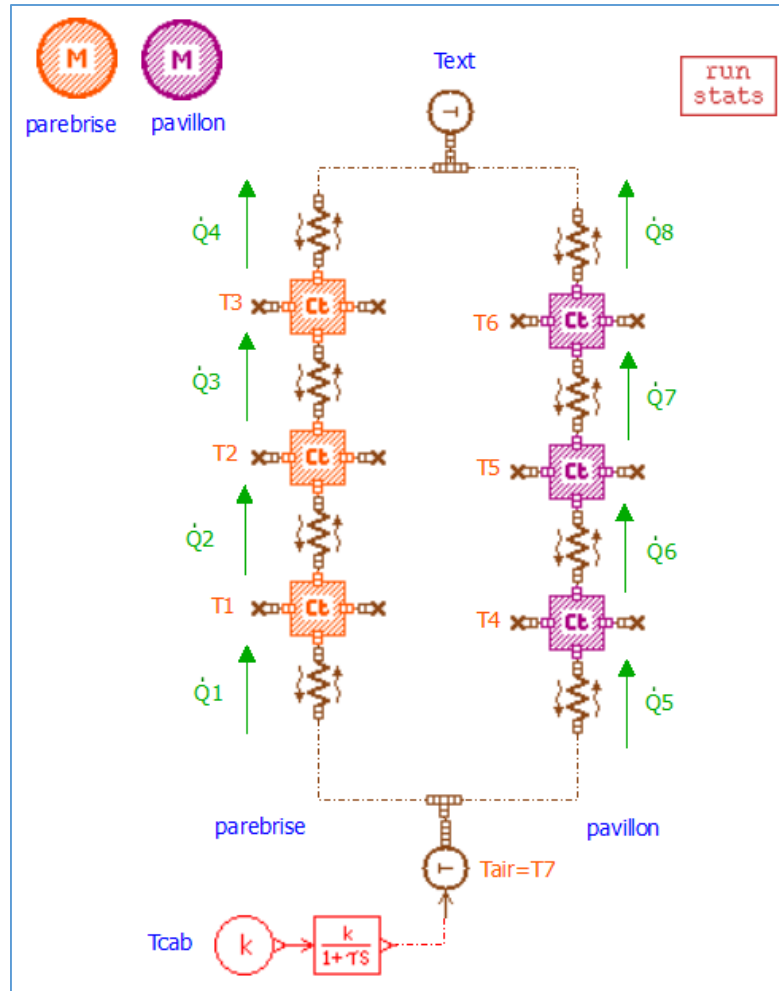 M
M
parebrise
pavillon
Text
run
stats
T
Q̇4
Q̇8
T3
Ct
T6
Ct
Q̇3
Q̇7
T2
Ct
T5
Ct
Q̇2
Q̇6
T1
Ct
T4
Ct
Q̇1
Q̇5
parebrise
pavillon
T
Tair=T7
Tcab
k
k
1+τs